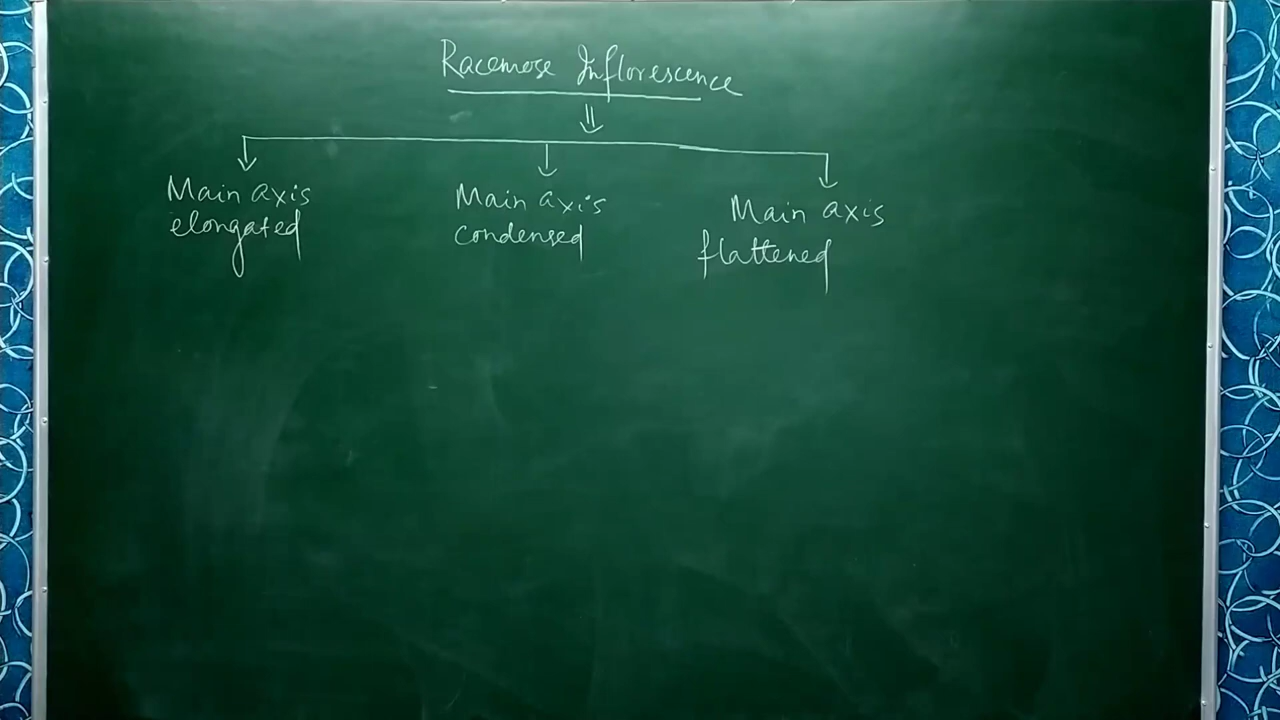 Racemose Inflorescence
Main axis
elongated
Main axis
condensed
Main axis
flattened